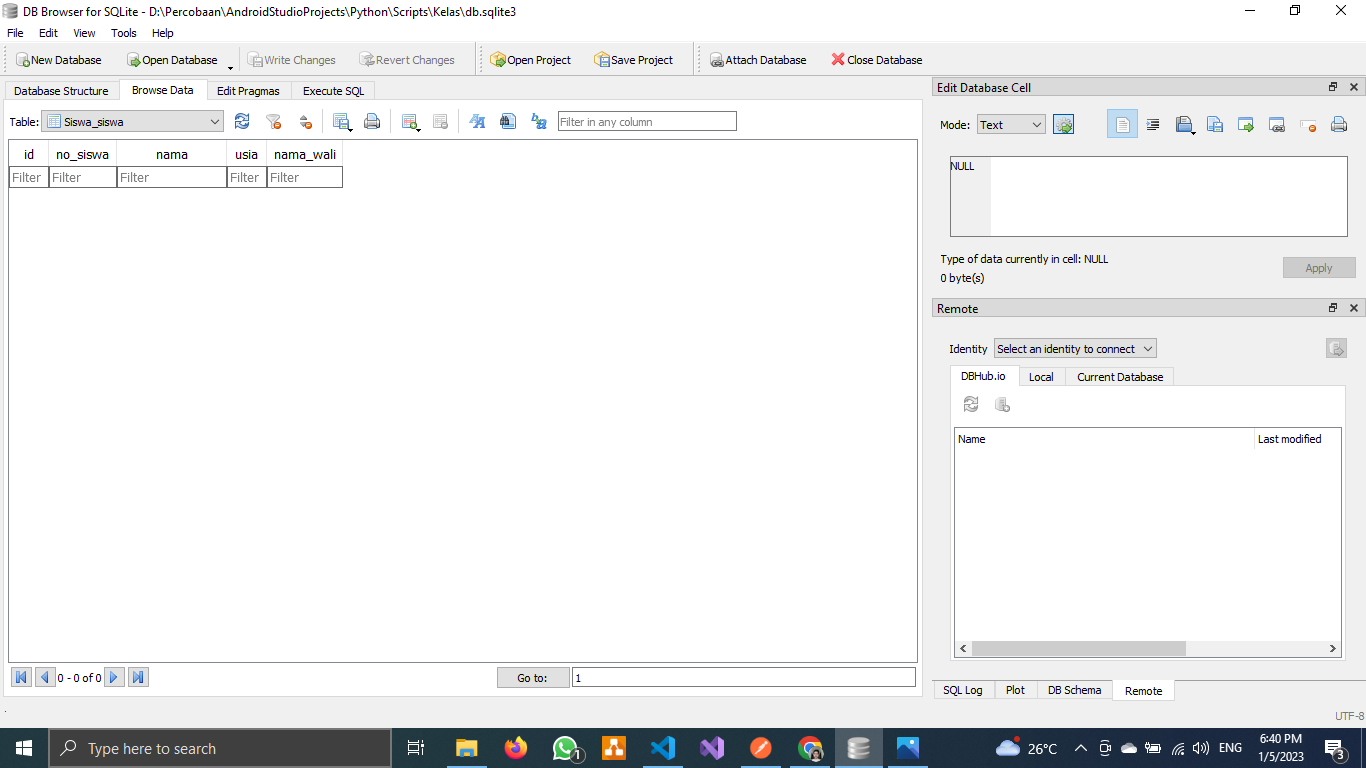 DB Browser for SQLite - D:\Percobaan\AndroidStudioProjects\Python\Scripts\Kelas\db.sqlite3
File Edit View Tools Help
New Database Open Database Write Changes Revert Changes Open Project Save Project Attach Database Close Database
Database Structure Browse Data Edit Pragmas Execute SQL
Table: Siswa_siswa Filter in any column
id no_siswa nama usia nama_wali
Filter Filter Filter Filter Filter
0 - 0 of 0 Go to: 1
Edit Database Cell
Mode: Text
NULL
Type of data currently in cell: NULL
0 byte(s)
Apply
Remote
Identity Select an identity to connect
DBHub.io Local Current Database
Name Last modified
SQL Log Plot DB Schema Remote
UTF-8
Type here to search 1 26°C ENG 6:40 PM
1/5/2023 3